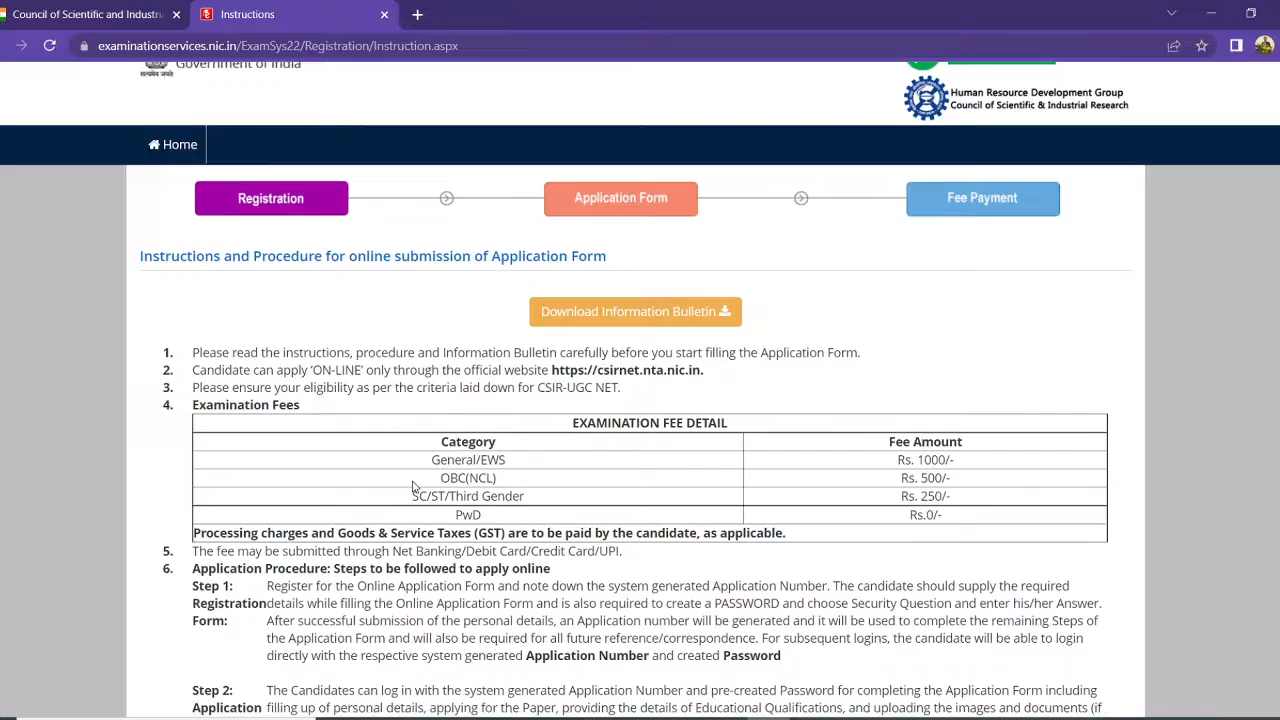 Council of Scientific and Industr
Instructions
examinationservices.nic.in/ExamSys22/Registration/Instruction.aspx
सत्यमेव जयते
Government of India
Human Resource Development Group
Council of Scientific & Industrial Research
Home
Registration
Application Form
Fee Payment
Instructions and Procedure for online submission of Application Form
Download Information Bulletin
1. Please read the instructions, procedure and Information Bulletin carefully before you start filling the Application Form.
2. Candidate can apply ‘ON-LINE’ only through the official website https://csirnet.nta.nic.in.
3. Please ensure your eligibility as per the criteria laid down for CSIR-UGC NET.
4. Examination Fees
EXAMINATION FEE DETAIL
Category Fee Amount
General/EWS Rs. 1000/-
OBC(NCL) Rs. 500/-
SC/ST/Third Gender Rs. 250/-
PwD Rs.0/-
Processing charges and Goods & Service Taxes (GST) are to be paid by the candidate, as applicable.
5. The fee may be submitted through Net Banking/Debit Card/Credit Card/UPI.
6. Application Procedure: Steps to be followed to apply online
Step 1: Register for the Online Application Form and note down the system generated Application Number. The candidate should supply the required
Registration details while filling the Online Application Form and is also required to create a PASSWORD and choose Security Question and enter his/her Answer.
Form: After successful submission of the personal details, an Application number will be generated and it will be used to complete the remaining Steps of
the Application Form and will also be required for all future reference/correspondence. For subsequent logins, the candidate will be able to login
directly with the respective system generated Application Number and created Password
Step 2: The Candidates can log in with the system generated Application Number and pre-created Password for completing the Application Form including
Application filling up of personal details, applying for the Paper, providing the details of Educational Qualifications, and uploading the images and documents (if